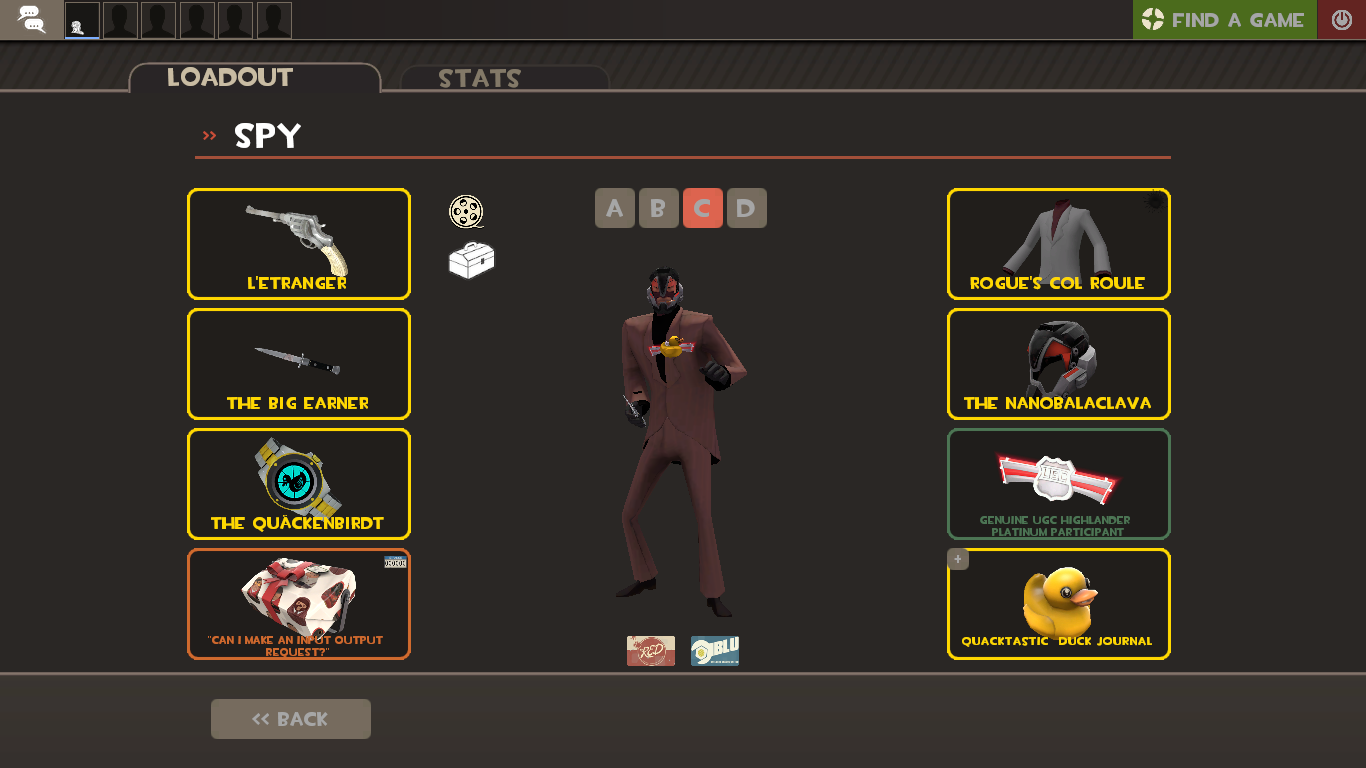 FIND A GAME
LOADOUT
STATS
>> SPY
A B C D
L'ETRANGER
THE BIG EARNER
THE QUÄCKENBIRDT
"CAN I MAKE AN INPUT OUTPUT
REQUEST?"
ROGUE'S COL ROULE
THE NANOBALACLAVA
UGC
GENUINE UGC HIGHLANDER
PLATINUM PARTICIPANT
+
QUACKTASTIC DUCK JOURNAL
RED
BLU
<< BACK